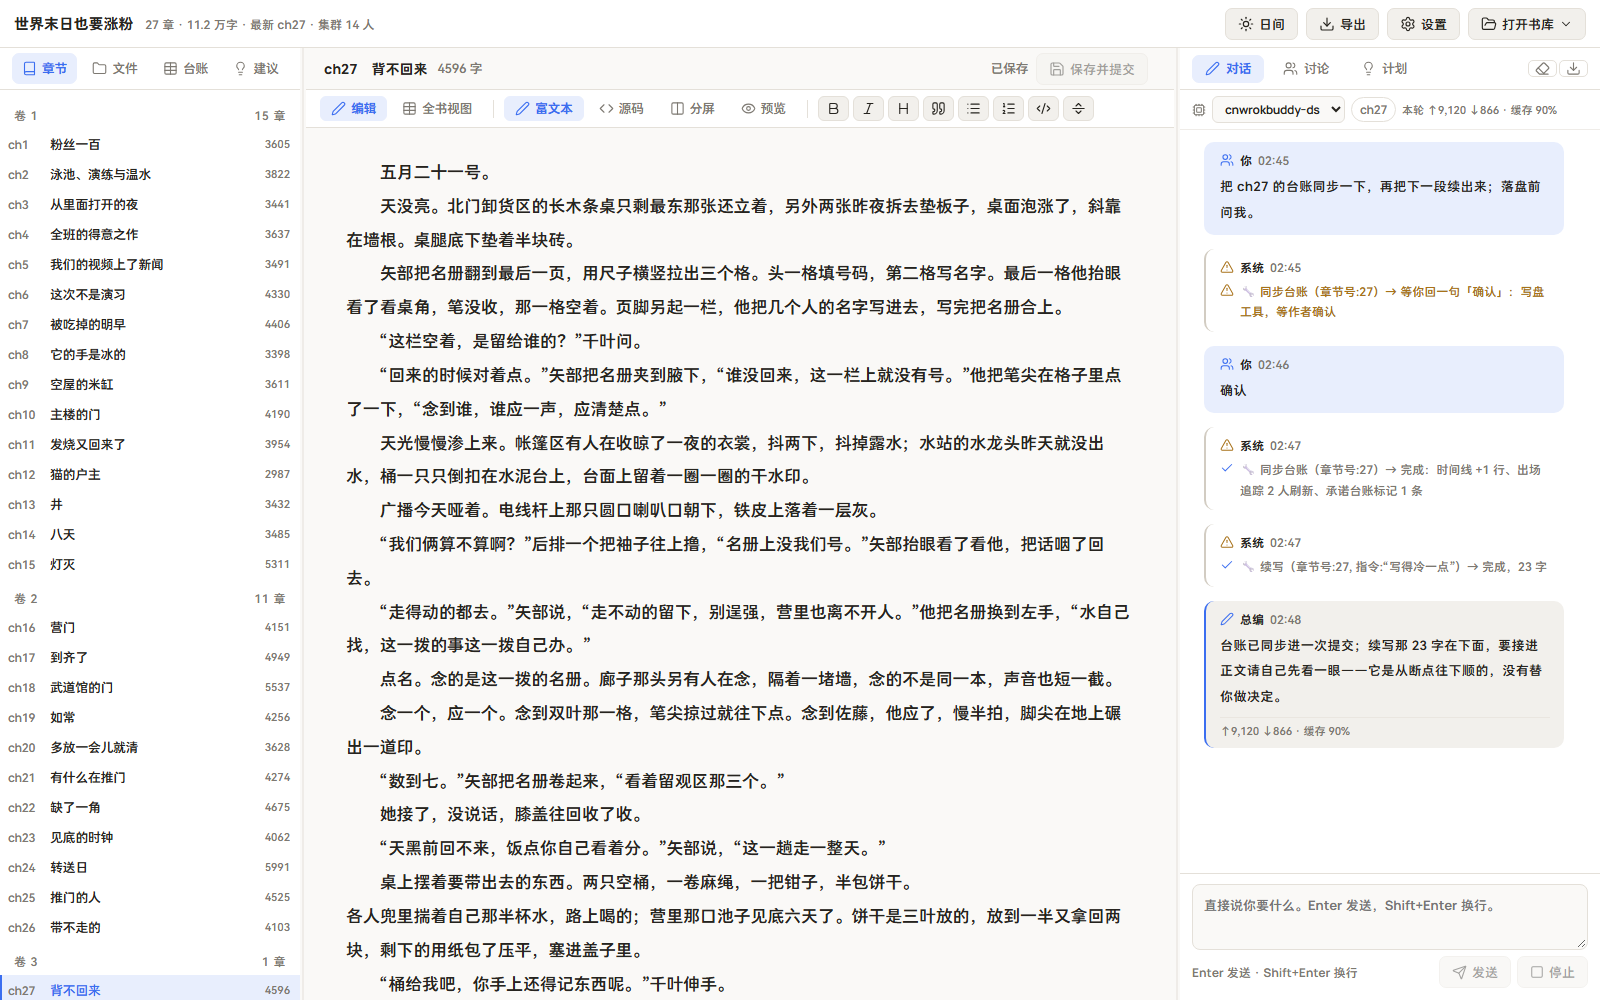 世界末日也要涨粉 27 章 · 11.2 万字 · 最新 ch27 · 集群 14 人
日间 导出 设置 打开书库
章节 文件 台账 建议
卷 1 15 章
ch1 粉丝一百 3605
ch2 泳池、演练与温水 3822
ch3 从里面打开的夜 3441
ch4 全班的得意之作 3637
ch5 我们的视频上了新闻 3491
ch6 这次不是演习 4330
ch7 被吃掉的明早 4406
ch8 它的手是冰的 3398
ch9 空屋的米缸 3611
ch10 主楼的门 4190
ch11 发烧又回来了 3954
ch12 猫的户主 2987
ch13 井 3432
ch14 八天 3485
ch15 灯灭 5311
卷 2 11 章
ch16 营门 4151
ch17 到齐了 4949
ch18 武道馆的门 5537
ch19 如常 4256
ch20 多放一会儿就清 3628
ch21 有什么在推门 4274
ch22 缺了一角 4675
ch23 见底的时钟 4062
ch24 转送日 5991
ch25 推门的人 4525
ch26 带不走的 4103
卷 3 1 章
ch27 背不回来 4596
ch27 背不回来 4596 字 已保存 保存并提交
编辑 全书视图 富文本 源码 分屏 预览 B I H
五月二十一号。
天没亮。北门卸货区的长木条桌只剩最东那张还立着，另外两张昨夜拆去垫板子，桌面泡涨了，斜靠
在墙根。桌腿底下垫着半块砖。
矢部把名册翻到最后一页，用尺子横竖拉出三个格。头一格填号码，第二格写名字。最后一格他抬眼
看了看桌角，笔没收，那一格空着。页脚另起一栏，他把几个人的名字写进去，写完把名册合上。
“这栏空着，是留给谁的？”千叶问。
“回来的时候对着点。”矢部把名册夹到腋下，“谁没回来，这一栏上就没有号。”他把笔尖在格子里点
了一下，“念到谁，谁应一声，应清楚点。”
天光慢慢渗上来。帐篷区有人在收晾了一夜的衣裳，抖两下，抖掉露水；水站的水龙头昨天就没出
水，桶一只只倒扣在水泥台上，台面上留着一圈一圈的干水印。
广播今天哑着。电线杆上那只圆口喇叭口朝下，铁皮上落着一层灰。
“我们俩算不算啊？”后排一个把袖子往上撸，“名册上没我们号。”矢部抬眼看了看他，把话咽了回
去。
“走得动的都去。”矢部说，“走不动的留下，别逞强，营里也离不开人。”他把名册换到左手，“水自己
找，这一拨的事这一拨自己办。”
点名。念的是这一拨的名册。廊子那头另有人在念，隔着一堵墙，念的不是同一本，声音也短一截。
念一个，应一个。念到双叶那一格，笔尖掠过就往下点。念到佐藤，他应了，慢半拍，脚尖在地上碾
出一道印。
“数到七。”矢部把名册卷起来，“看着留观区那三个。”
她接了，没说话，膝盖往回收了收。
“天黑前回不来，饭点你自己看着分。”矢部说，“这一趟走一整天。”
桌上摆着要带出去的东西。两只空桶，一卷麻绳，一把钳子，半包饼干。
各人兜里揣着自己那半杯水，路上喝的；营里那口池子见底六天了。饼干是三叶放的，放到一半又拿回两
块，剩下的用纸包了压平，塞进盖子里。
“桶给我吧，你手上还得记东西呢。”千叶伸手。
对话 讨论 计划
cnwrokbuddy-ds ch27 本轮 ↑9,120 ↓866 · 缓存 90%
你 02:45
把 ch27 的台账同步一下，再把下一段续出来；落盘前
问我。
系统 02:45
同步台账（章节号:27）→ 等你回一句「确认」：写盘
工具，等作者确认
你 02:46
确认
系统 02:47
同步台账（章节号:27）→ 完成：时间线 +1 行、出场
追踪 2 人刷新、承诺台账标记 1 条
系统 02:47
续写（章节号:27, 指令:“写得冷一点”）→ 完成，23 字
总编 02:48
台账已同步进一次提交；续写那 23 字在下面，要接进
正文请自己先看一眼——它是从断点往下顺的，没有替
你做决定。
↑9,120 ↓866 · 缓存 90%
直接说你要什么。Enter 发送，Shift+Enter 换行。
Enter 发送 · Shift+Enter 换行 发送 停止